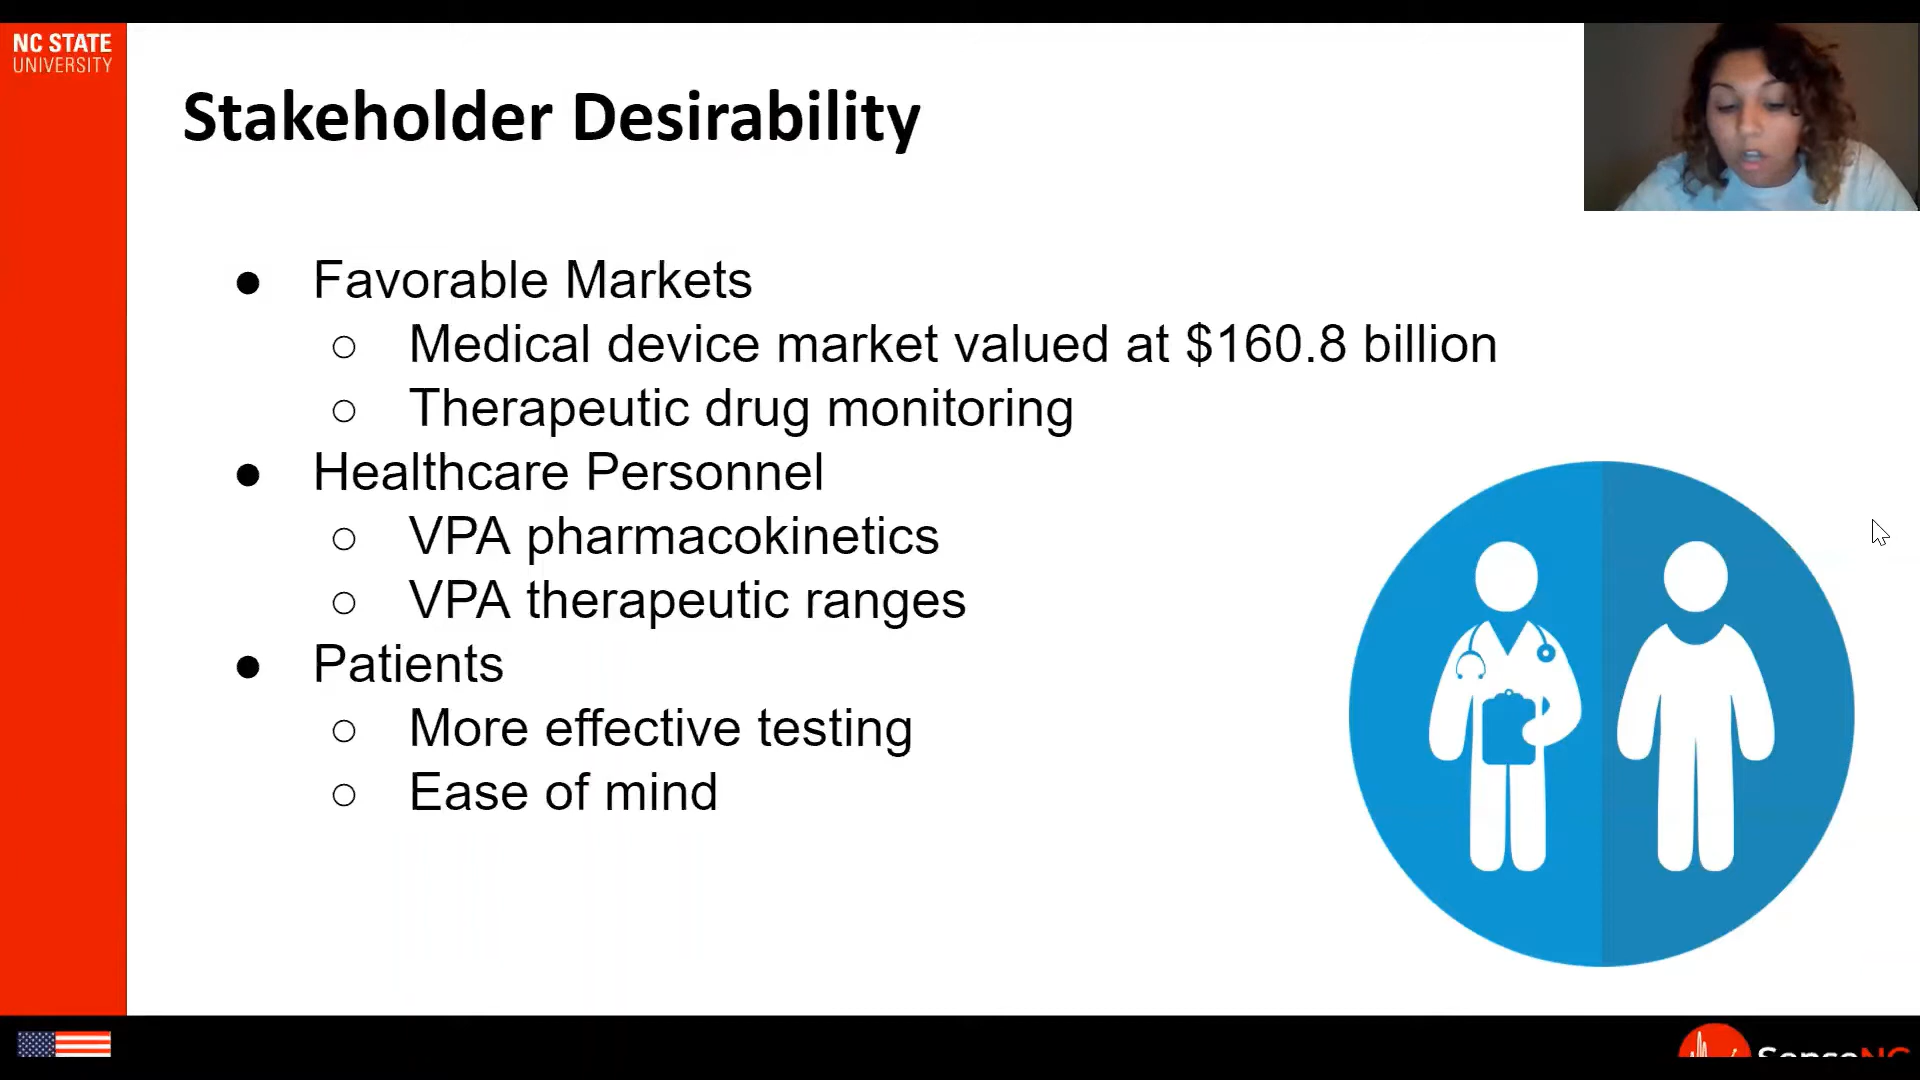 NC STATE
UNIVERSITY
Stakeholder Desirability
● Favorable Markets
○ Medical device market valued at $160.8 billion
○ Therapeutic drug monitoring
● Healthcare Personnel
○ VPA pharmacokinetics
○ VPA therapeutic ranges
● Patients
○ More effective testing
○ Ease of mind
SenseNC